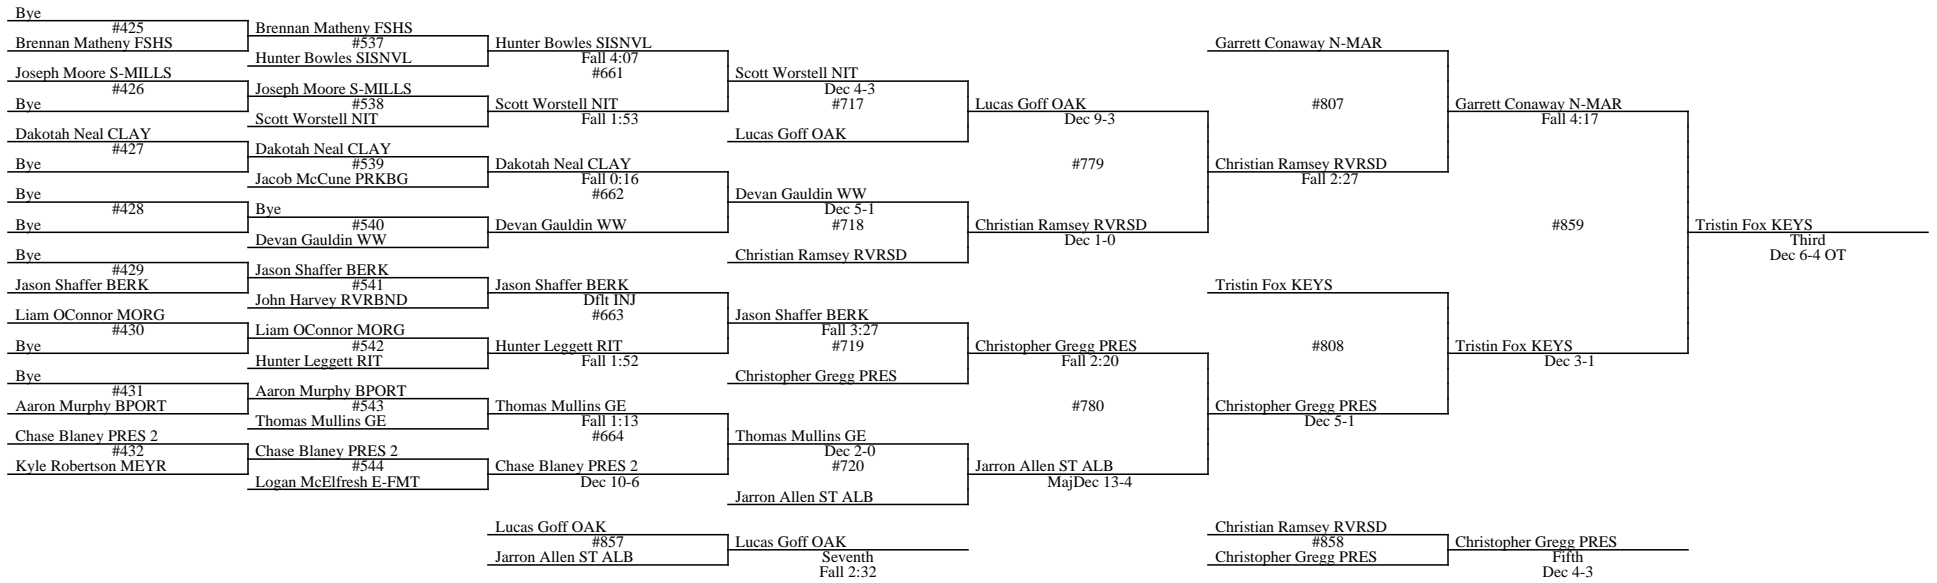 Bye
#425
Brennan Matheny FSHS
Joseph Moore S-MILLS
#426
Bye
Dakotah Neal CLAY
#427
Bye
Bye
#428
Bye
Bye
#429
Jason Shaffer BERK
Liam OConnor MORG
#430
Bye
Bye
#431
Aaron Murphy BPORT
Chase Blaney PRES 2
#432
Kyle Robertson MEYR
Brennan Matheny FSHS
#537
Hunter Bowles SISNVL
Joseph Moore S-MILLS
#538
Scott Worstell NIT
Dakotah Neal CLAY
#539
Jacob McCune PRKBG
Bye
#540
Devan Gauldin WW
Jason Shaffer BERK
#541
John Harvey RVRBND
Liam OConnor MORG
#542
Hunter Leggett RIT
Aaron Murphy BPORT
#543
Thomas Mullins GE
Chase Blaney PRES 2
#544
Logan McElfresh E-FMT
Hunter Bowles SISNVL
Fall 4:07
#661
Scott Worstell NIT
Fall 1:53
Dakotah Neal CLAY
Fall 0:16
#662
Devan Gauldin WW
Jason Shaffer BERK
Dflt INJ
#663
Hunter Leggett RIT
Fall 1:52
Thomas Mullins GE
Fall 1:13
#664
Chase Blaney PRES 2
Dec 10-6
Scott Worstell NIT
Dec 4-3
#717
Lucas Goff OAK
Devan Gauldin WW
Dec 5-1
#718
Christian Ramsey RVRSD
Jason Shaffer BERK
Fall 3:27
#719
Christopher Gregg PRES
Thomas Mullins GE
Dec 2-0
#720
Jarron Allen ST ALB
Lucas Goff OAK
Dec 9-3
#779
Christian Ramsey RVRSD
Dec 1-0
Christopher Gregg PRES
Fall 2:20
#780
Jarron Allen ST ALB
MajDec 13-4
Garrett Conaway N-MAR
#807
Christian Ramsey RVRSD
Fall 2:27
Tristin Fox KEYS
#808
Christopher Gregg PRES
Dec 5-1
Garrett Conaway N-MAR
Fall 4:17
#859
Tristin Fox KEYS
Dec 3-1
Tristin Fox KEYS
Third
Dec 6-4 OT
Lucas Goff OAK
#857
Jarron Allen ST ALB
Lucas Goff OAK
Seventh
Fall 2:32
Christian Ramsey RVRSD
#858
Christopher Gregg PRES
Christopher Gregg PRES
Fifth
Dec 4-3